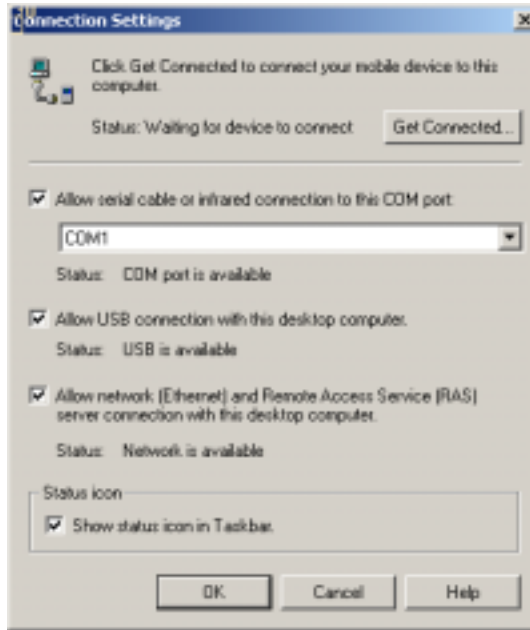 Connection Settings
Click Get Connected to connect your mobile device to this
computer.
Status: Waiting for device to connect
Get Connected...
Allow serial cable or infrared connection to this COM port:
COM1
Status: COM port is available
Allow USB connection with this desktop computer.
Status: USB is available
Allow network (Ethernet) and Remote Access Service (RAS)
server connection with this desktop computer.
Status: Network is available
Status icon
Show status icon in Taskbar.
OK Cancel Help